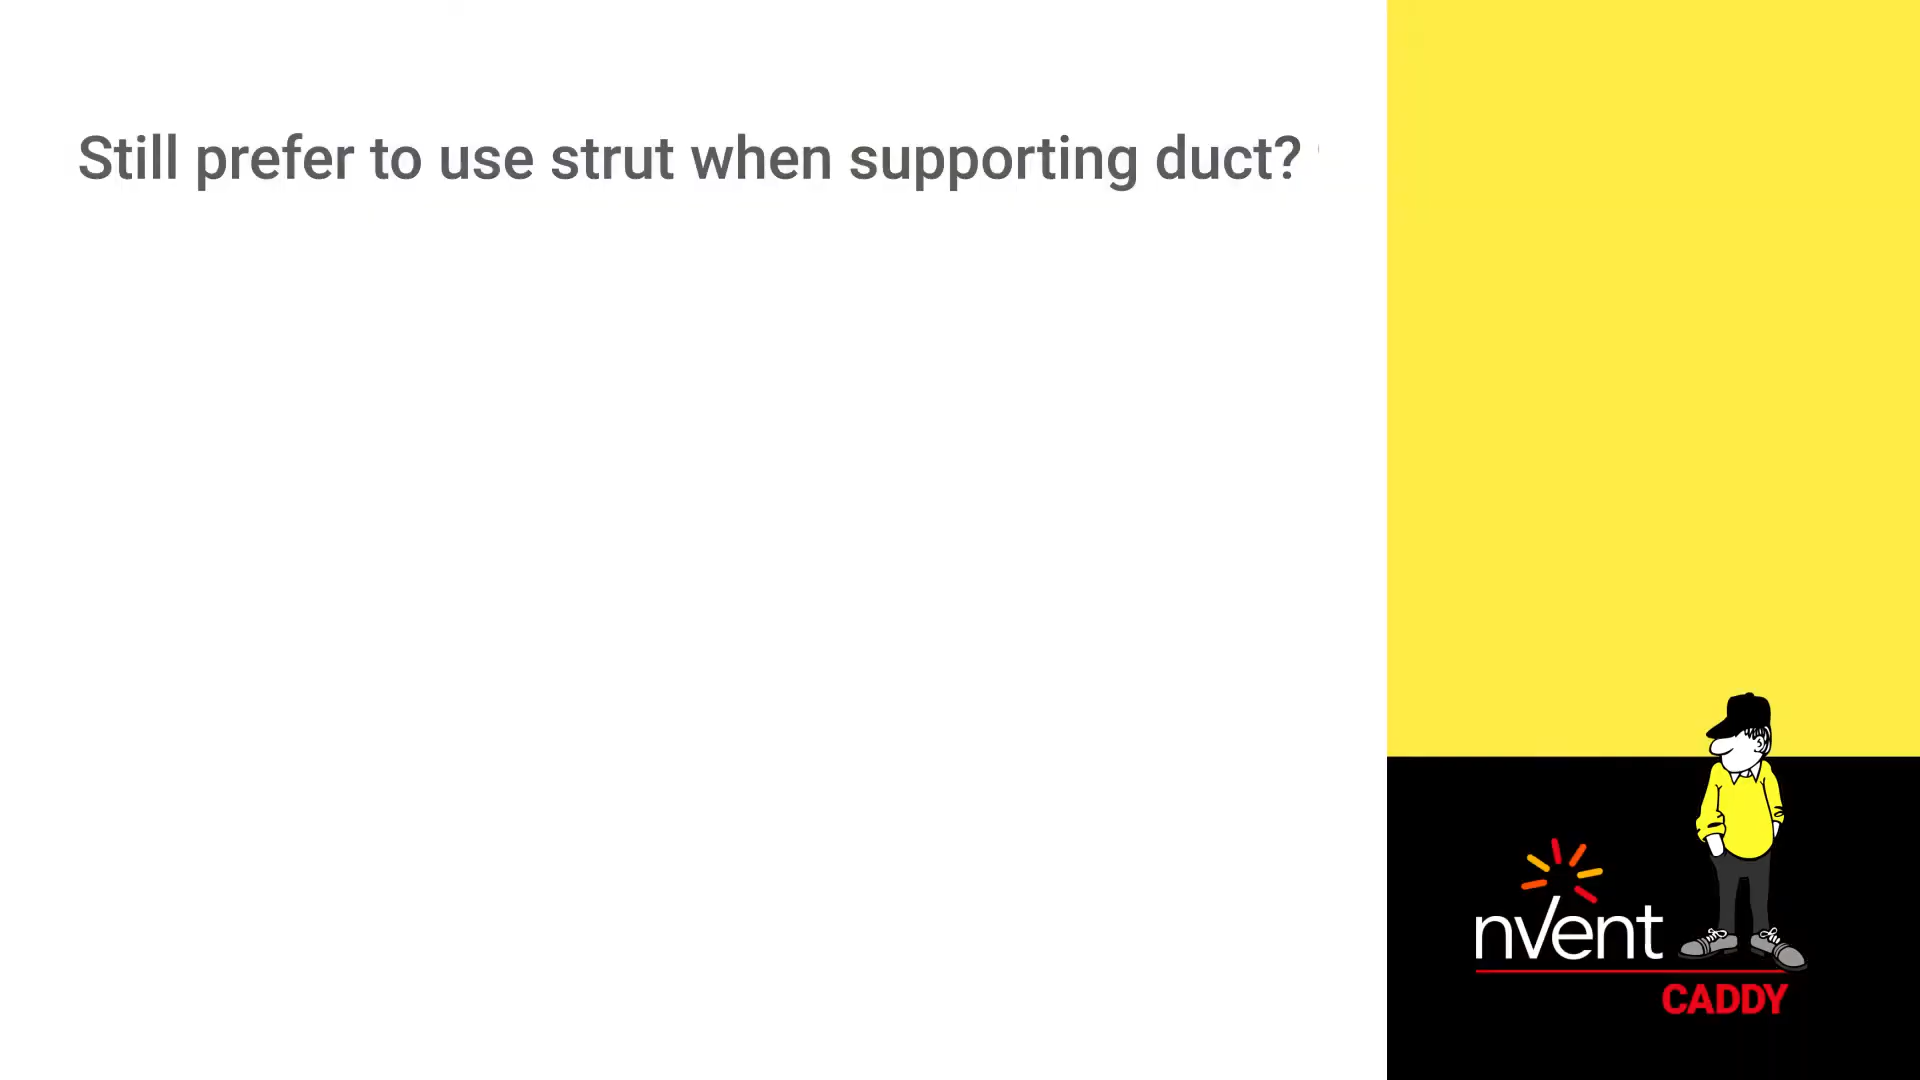 Still prefer to use strut when supporting duct?
nVent
CADDY